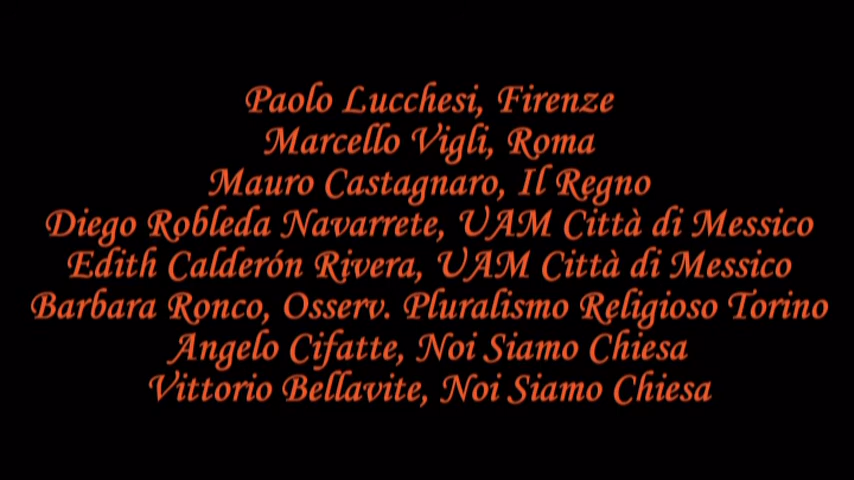 Paolo Lucchesi, Firenze
Marcello Vigli, Roma
Mauro Castagnaro, Il Regno
Diego Robleda Navarrete, UAM Città di Messico
Edith Calderón Rivera, UAM Città di Messico
Barbara Ronco, Osserv. Pluralismo Religioso Torino
Angelo Cifatte, Noi Siamo Chiesa
Vittorio Bellavite, Noi Siamo Chiesa